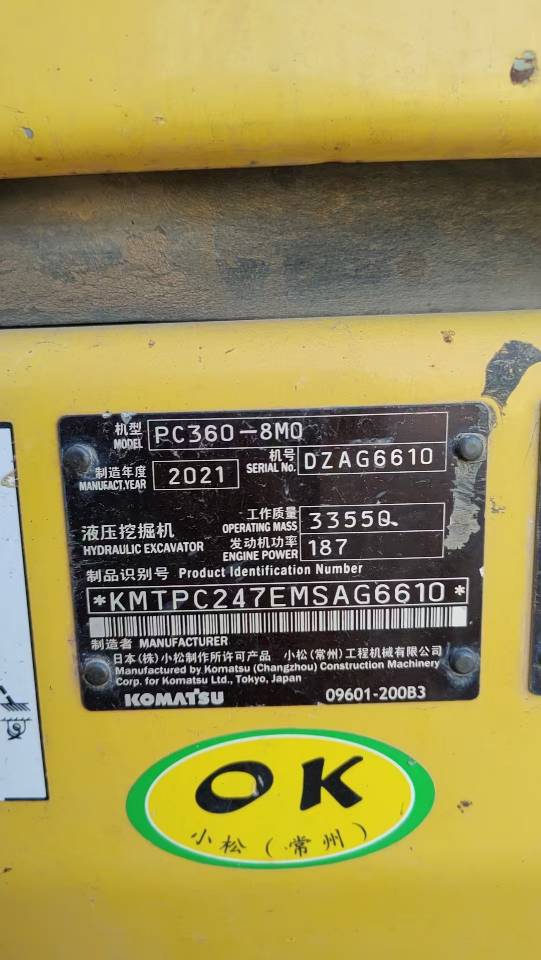 机型
MODEL PC360-8M0
制造年度
MANUFACT.YEAR 2021 机号
SERIAL No. DZAG6610
液压挖掘机
HYDRAULIC EXCAVATOR
工作质量
OPERATING MASS 33550
发动机功率
ENGINE POWER 187
制品识别号 Product Identification Number
*KMTPC247EMSAG6610*
制造者 MANUFACTURER
日本(株)小松制作所许可产品 小松(常州)工程机械有限公司
Manufactured by Komatsu (Changzhou) Construction Machinery
Corp. for Komatsu Ltd., Tokyo, Japan
KOMATSU 09601-200B3
OK
小松(常州)